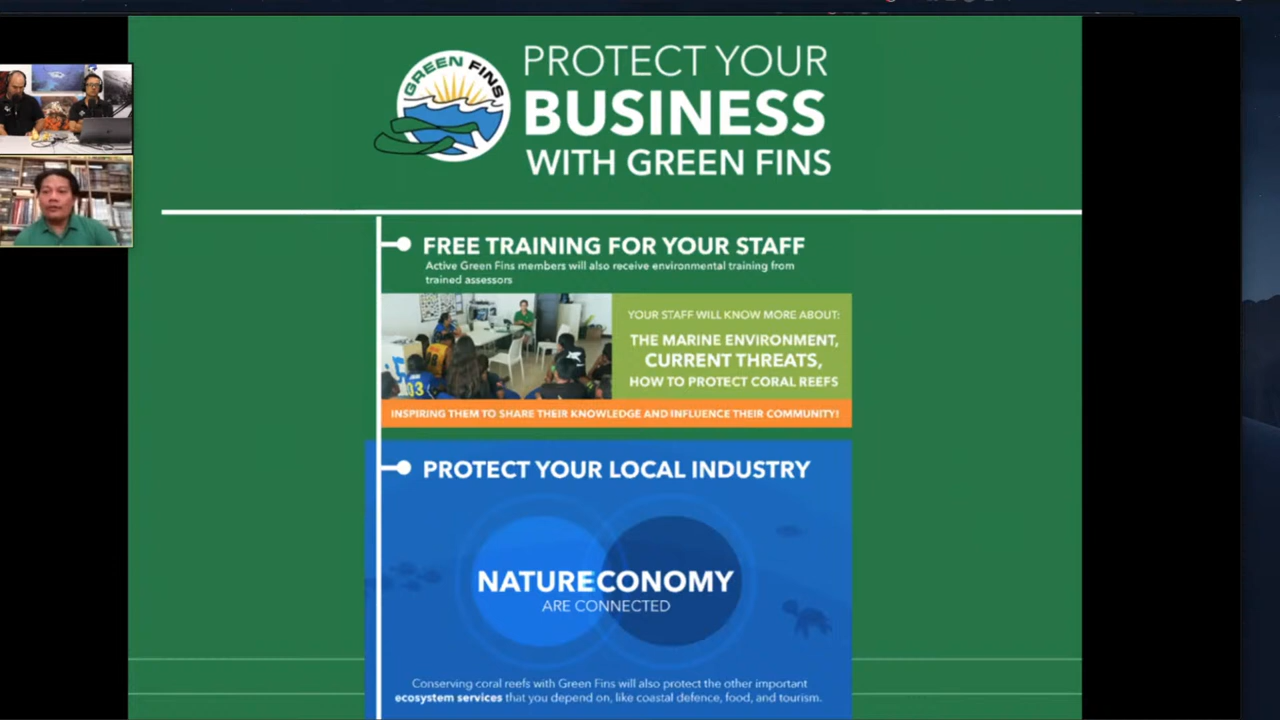 GREEN FINS
PROTECT YOUR
BUSINESS
WITH GREEN FINS
FREE TRAINING FOR YOUR STAFF
Active Green Fins members will also receive environmental training from
trained assessors
YOUR STAFF WILL KNOW MORE ABOUT:
THE MARINE ENVIRONMENT,
CURRENT THREATS,
HOW TO PROTECT CORAL REEFS
03
INSPIRING THEM TO SHARE THEIR KNOWLEDGE AND INFLUENCE THEIR COMMUNITY!
PROTECT YOUR LOCAL INDUSTRY
NATURECONOMY
ARE CONNECTED
Conserving coral reefs with Green Fins will also protect the other important
ecosystem services that you depend on, like coastal defence, food, and tourism.